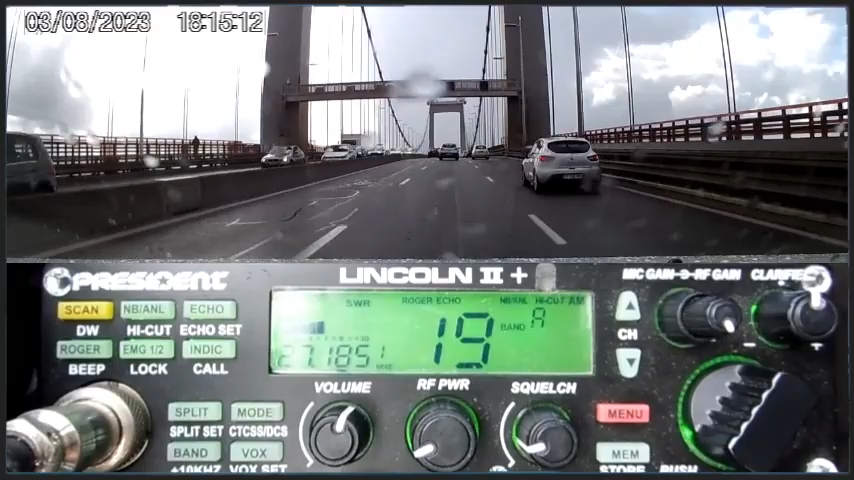 03/08/2023 18:15:12
PRESIDENT
LINCOLN II +
MIC GAIN RF GAIN CLARIFIER
SCAN NB/ANL ECHO
DW HI-CUT ECHO SET
ROGER EMG 1/2 INDIC
BEEP LOCK CALL
SWR ROGER ECHO NB/ANL HI-CUT AM
19 BAND A
27.185
CH
VOLUME RF PWR SQUELCH
SPLIT MODE
SPLIT SET CTCSS/DCS
BAND VOX
+10KHZ VOX SET
MENU
MEM
STORE PUSH
- +